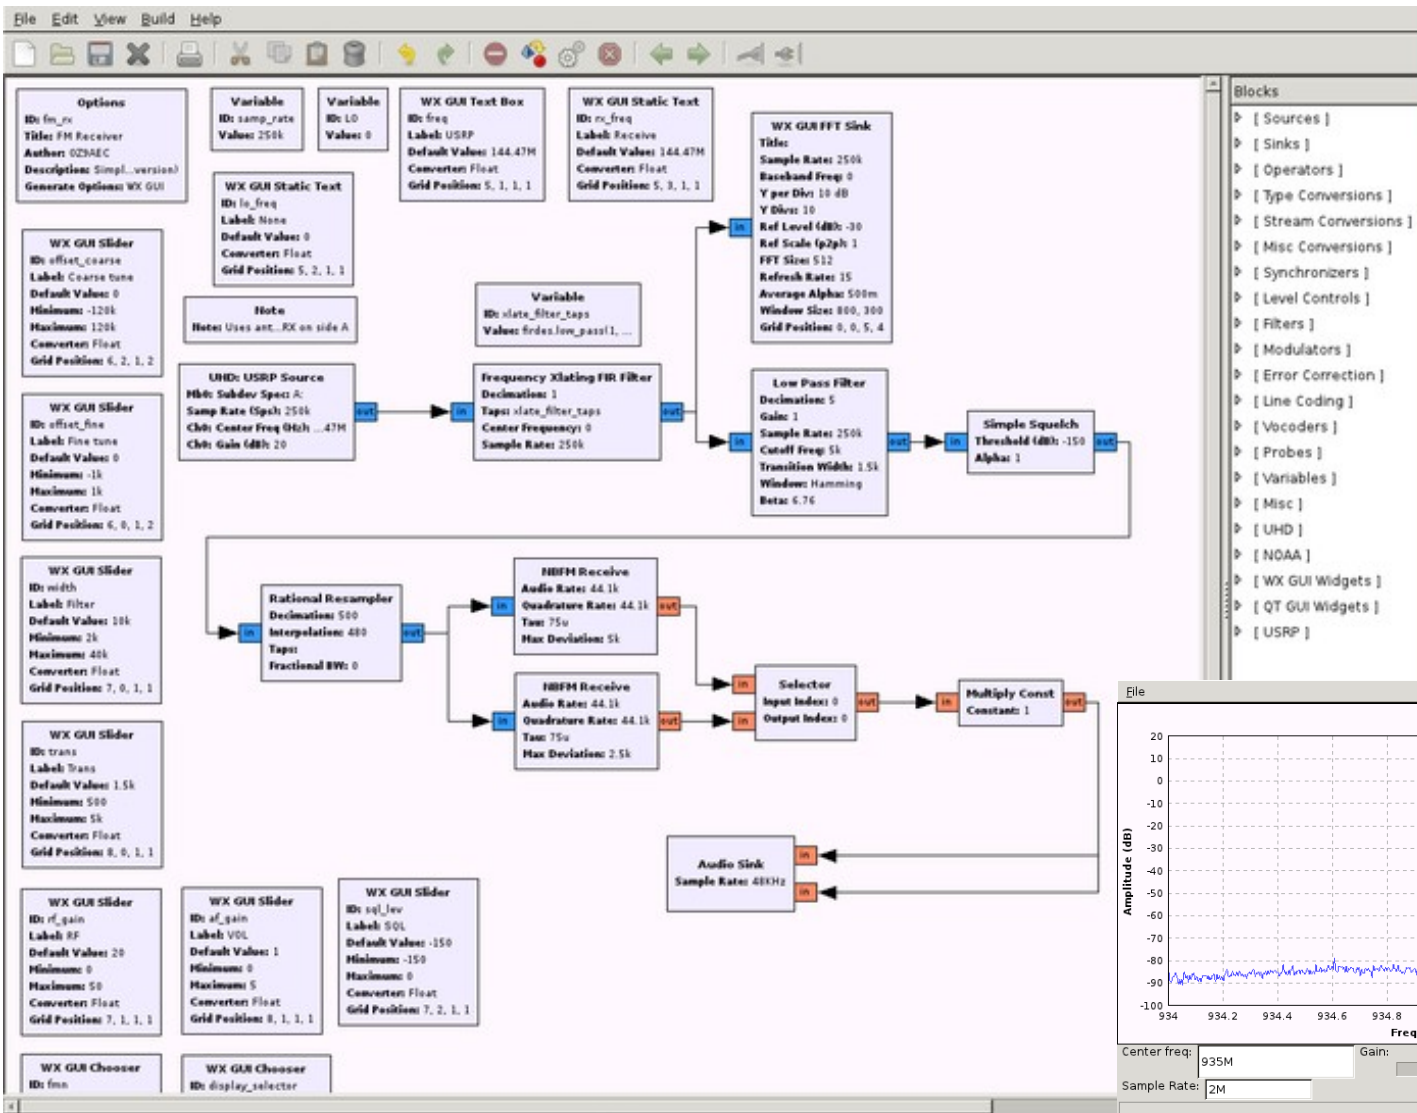 File Edit View Build Help
Options
ID: fm_rx
Title: FM Receiver
Author: OZ9AEC
Description: Simpl...version)
Generate Options: WX GUI
Variable
ID: samp_rate
Value: 250k
Variable
ID: LO
Value: 0
WX GUI Text Box
ID: freq
Label: USRP
Default Value: 144.47M
Converter: Float
Grid Position: 5, 1, 1, 1
WX GUI Static Text
ID: rx_freq
Label: Receive
Default Value: 144.47M
Converter: Float
Grid Position: 5, 3, 1, 1
WX GUI FFT Sink
Title:
Sample Rate: 250k
Baseband Freq: 0
Y per Div: 10 dB
Y Divs: 10
Ref Level (dB): -30
Ref Scale (p2p): 1
FFT Size: 512
Refresh Rate: 15
Average Alpha: 500m
Window Size: 800, 300
Grid Position: 0, 0, 5, 4
in
WX GUI Static Text
ID: lo_freq
Label: None
Default Value: 0
Converter: Float
Grid Position: 5, 2, 1, 1
WX GUI Slider
ID: offset_coarse
Label: Coarse tune
Default Value: 0
Minimum: -120k
Maximum: 120k
Converter: Float
Grid Position: 6, 2, 1, 2
Note
Note: Uses ant...RX on side A
Variable
ID: xlate_filter_taps
Value: firdes.low_pass(1, ...
UHD: USRP Source
Mb0: Subdev Spec: A:
Samp Rate (Sps): 250k
Ch0: Center Freq (Hz): ...47M
Ch0: Gain (dB): 20
out
in
Frequency Xlating FIR Filter
Decimation: 1
Taps: xlate_filter_taps
Center Frequency: 0
Sample Rate: 250k
out
in
Low Pass Filter
Decimation: 5
Gain: 1
Sample Rate: 250k
Cutoff Freq: 5k
Transition Width: 1.5k
Window: Hamming
Beta: 6.76
out
in
Simple Squelch
Threshold (dB): -150
Alpha: 1
out
WX GUI Slider
ID: offset_fine
Label: Fine tune
Default Value: 0
Minimum: -1k
Maximum: 1k
Converter: Float
Grid Position: 6, 0, 1, 2
WX GUI Slider
ID: width
Label: Filter
Default Value: 10k
Minimum: 2k
Maximum: 40k
Converter: Float
Grid Position: 7, 0, 1, 1
in
Rational Resampler
Decimation: 500
Interpolation: 480
Taps:
Fractional BW: 0
out
in
NBFM Receive
Audio Rate: 44.1k
Quadrature Rate: 44.1k
Tau: 75u
Max Deviation: 5k
out
in
NBFM Receive
Audio Rate: 44.1k
Quadrature Rate: 44.1k
Tau: 75u
Max Deviation: 2.5k
out
in
in
Selector
Input Index: 0
Output Index: 0
out
in
Multiply Const
Constant: 1
out
WX GUI Slider
ID: trans
Label: Trans
Default Value: 1.5k
Minimum: 500
Maximum: 5k
Converter: Float
Grid Position: 8, 0, 1, 1
Audio Sink
Sample Rate: 48KHz
in
in
WX GUI Slider
ID: rf_gain
Label: RF
Default Value: 20
Minimum: 0
Maximum: 50
Converter: Float
Grid Position: 7, 1, 1, 1
WX GUI Slider
ID: af_gain
Label: VOL
Default Value: 1
Minimum: 0
Maximum: 5
Converter: Float
Grid Position: 8, 1, 1, 1
WX GUI Slider
ID: sql_lev
Label: SQL
Default Value: -150
Minimum: -150
Maximum: 0
Converter: Float
Grid Position: 7, 2, 1, 1
WX GUI Chooser
ID: fmn
WX GUI Chooser
ID: display_selector
Blocks
[ Sources ]
[ Sinks ]
[ Operators ]
[ Type Conversions ]
[ Stream Conversions ]
[ Misc Conversions ]
[ Synchronizers ]
[ Level Controls ]
[ Filters ]
[ Modulators ]
[ Error Correction ]
[ Line Coding ]
[ Vocoders ]
[ Probes ]
[ Variables ]
[ Misc ]
[ UHD ]
[ NOAA ]
[ WX GUI Widgets ]
[ QT GUI Widgets ]
[ USRP ]
File
Amplitude (dB)
20
10
0
-10
-20
-30
-40
-50
-60
-70
-80
-90
-100
934 934.2 934.4 934.6 934.8
Freq
Center freq: 935M Gain:
Sample Rate: 2M